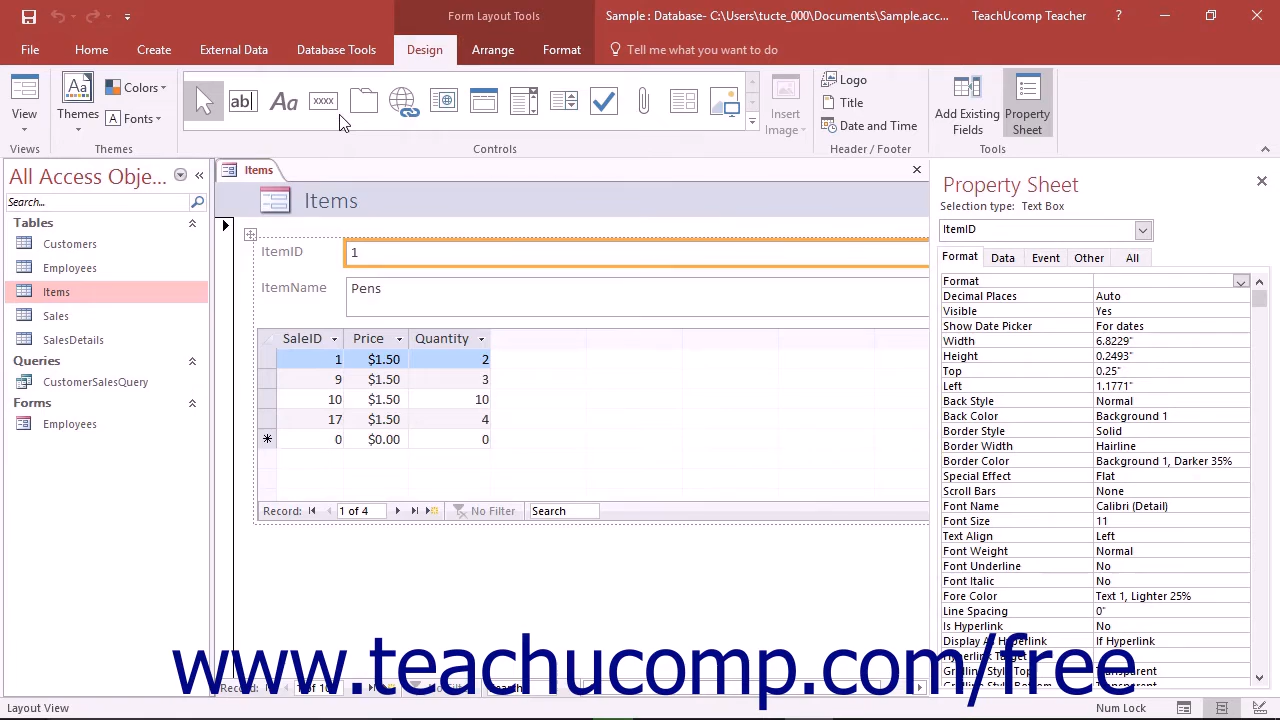 Form Layout Tools
Sample : Database- C:\Users\tucte_000\Documents\Sample.acc...
TeachUcomp Teacher
?
File
Home
Create
External Data
Database Tools
Design
Arrange
Format
Tell me what you want to do
View
Themes
Aa
Colors
Fonts
ab
Aa
xxxx
Insert
Image
Logo
Title
Date and Time
Add Existing
Fields
Property
Sheet
Views
Themes
Controls
Header / Footer
Tools
All Access Obje...
Search...
Tables
Customers
Employees
Items
Sales
SalesDetails
Queries
CustomerSalesQuery
Forms
Employees
Items
Items
ItemID
1
ItemName
Pens
SaleID Price Quantity
1 $1.50 2
9 $1.50 3
10 $1.50 10
17 $1.50 4
0 $0.00 0
Record: 1 of 4 No Filter Search
Property Sheet
Selection type: Text Box
ItemID
Format Data Event Other All
Format
Decimal Places Auto
Visible Yes
Show Date Picker For dates
Width 6.8229"
Height 0.2493"
Top 0.25"
Left 1.1771"
Back Style Normal
Back Color Background 1
Border Style Solid
Border Width Hairline
Border Color Background 1, Darker 35%
Special Effect Flat
Scroll Bars None
Font Name Calibri (Detail)
Font Size 11
Text Align Left
Font Weight Normal
Font Underline No
Font Italic No
Fore Color Text 1, Lighter 25%
Line Spacing 0"
Is Hyperlink No
Display As Hyperlink If Hyperlink
www.teachucomp.com/free
Layout View
Num Lock